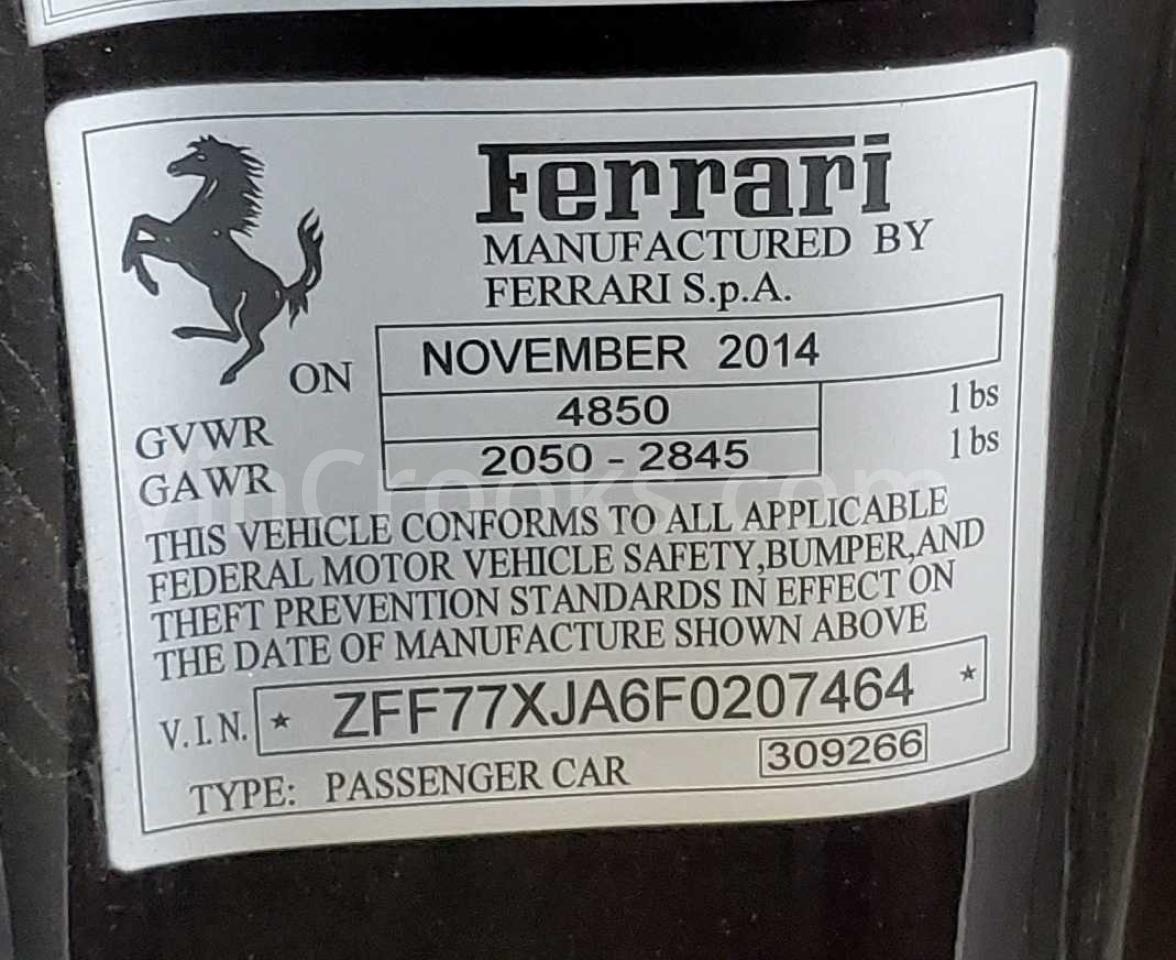 Ferrari
MANUFACTURED BY
FERRARI S.p.A.
ON NOVEMBER 2014
GVWR 4850 lbs
GAWR 2050 - 2845 lbs
VinCrooks.com
THIS VEHICLE CONFORMS TO ALL APPLICABLE
FEDERAL MOTOR VEHICLE SAFETY,BUMPER,AND
THEFT PREVENTION STANDARDS IN EFFECT ON
THE DATE OF MANUFACTURE SHOWN ABOVE
V.I.N. * ZFF77XJA6F0207464 *
TYPE: PASSENGER CAR 309266